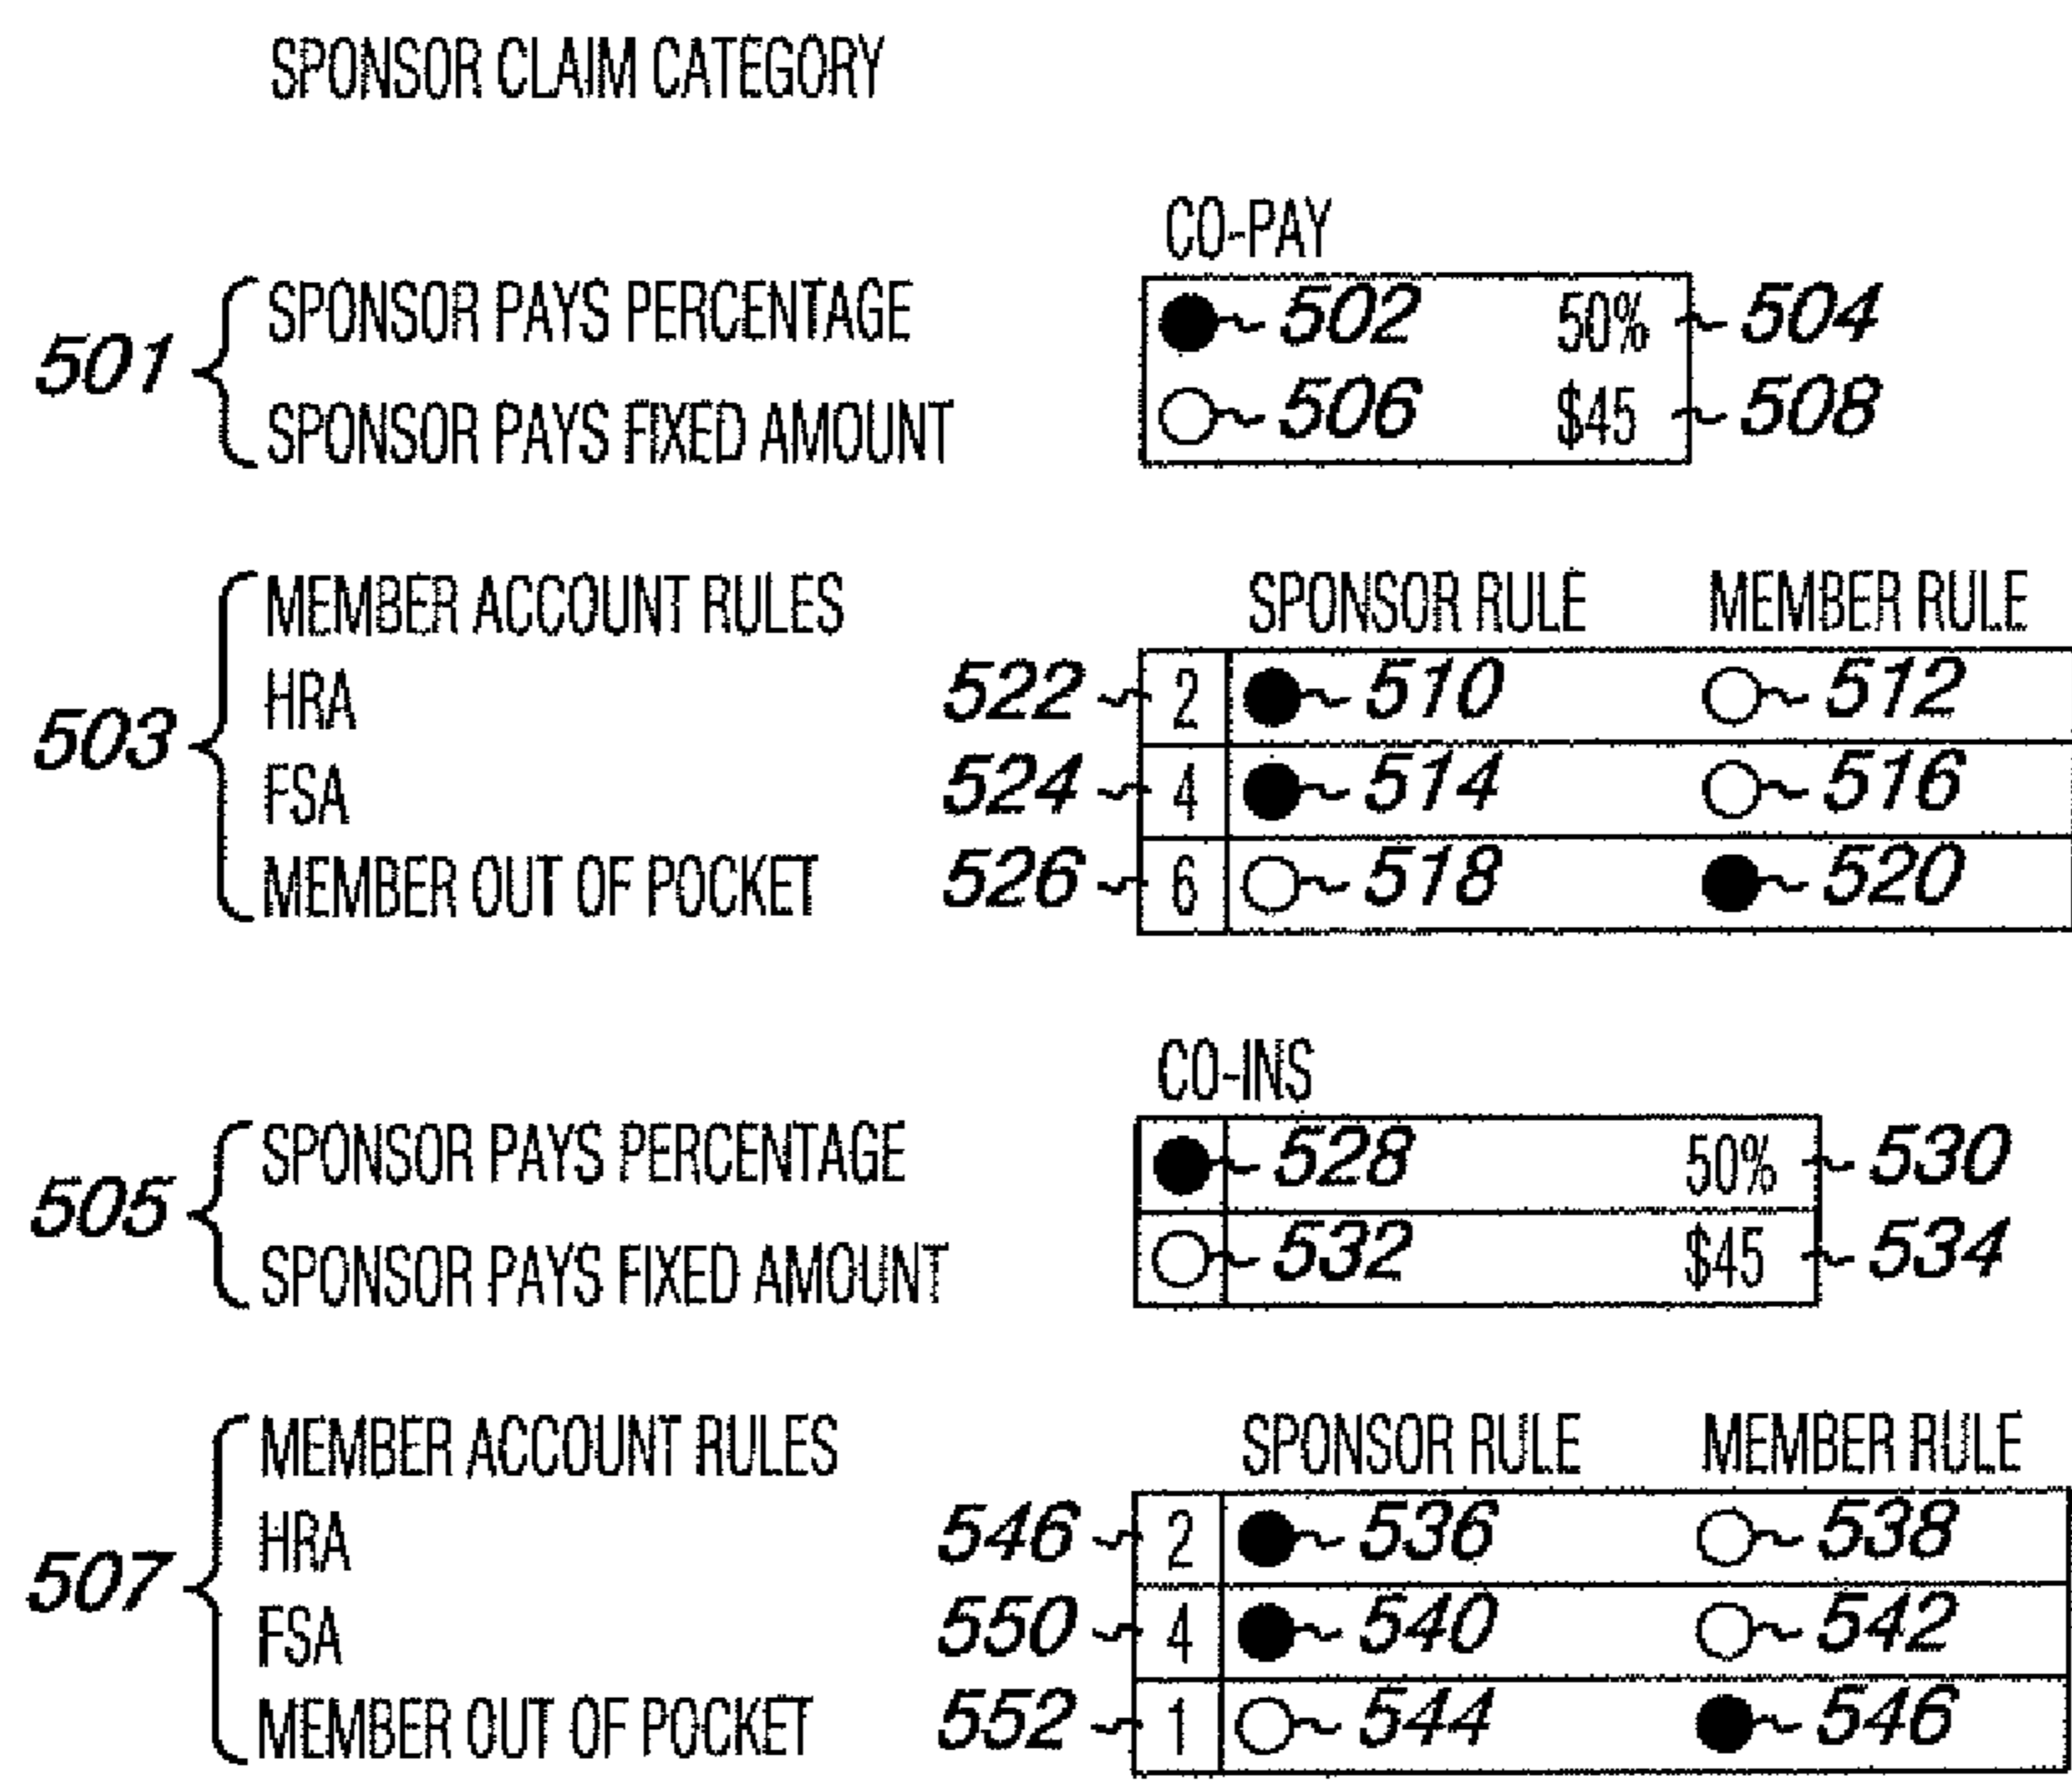 SPONSOR CLAIM CATEGORY
CO-PAY
501 SPONSOR PAYS PERCENTAGE 502 50% 504
SPONSOR PAYS FIXED AMOUNT 506 $45 508
503 MEMBER ACCOUNT RULES SPONSOR RULE MEMBER RULE
HRA 522 2 510 512
FSA 524 4 514 516
MEMBER OUT OF POCKET 526 6 518 520
CO-INS
505 SPONSOR PAYS PERCENTAGE 528 50% 530
SPONSOR PAYS FIXED AMOUNT 532 $45 534
507 MEMBER ACCOUNT RULES SPONSOR RULE MEMBER RULE
HRA 546 2 536 538
FSA 550 4 540 542
MEMBER OUT OF POCKET 552 1 544 546